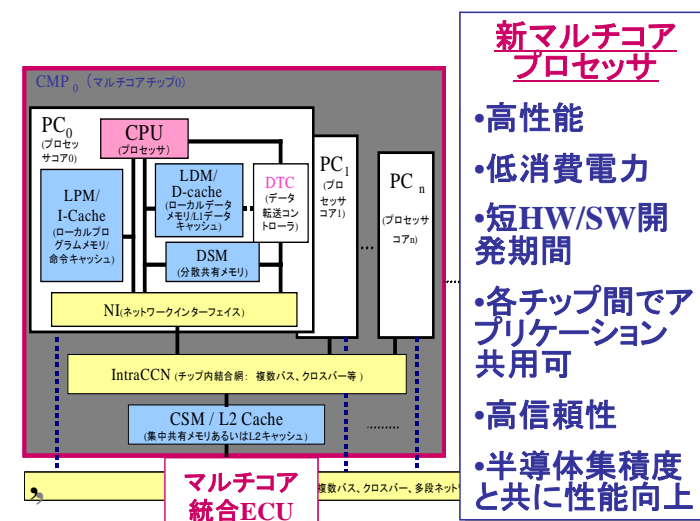 新マルチコア
プロセッサ
•高性能
•低消費電力
•短HW/SW開
発期間
•各チップ間でア
プリケーション
共用可
•高信頼性
•半導体集積度
と共に性能向上
CMP0 (マルチコアチップ0)
PC0
(プロセッ
サコア0)
CPU
(プロセッサ)
LPM/
I-Cache
(ローカルプロ
グラムメモリ/
命令キャッシュ)
LDM/
D-cache
(ローカルデータ
メモリ/L1データ
キャッシュ)
DTC
(データ
転送コン
トローラ)
DSM
(分散共有メモリ)
NI(ネットワークインターフェイス)
PC1
(プロ
セッサ
コア1)
...
PC n
(プロセッサ
コアn)
IntraCCN (チップ内結合網: 複数バス、クロスバー等 )
CSM / L2 Cache
(集中共有メモリあるいはL2キャッシュ)
マルチコア
統合ECU
複数バス、クロスバー、多段ネット